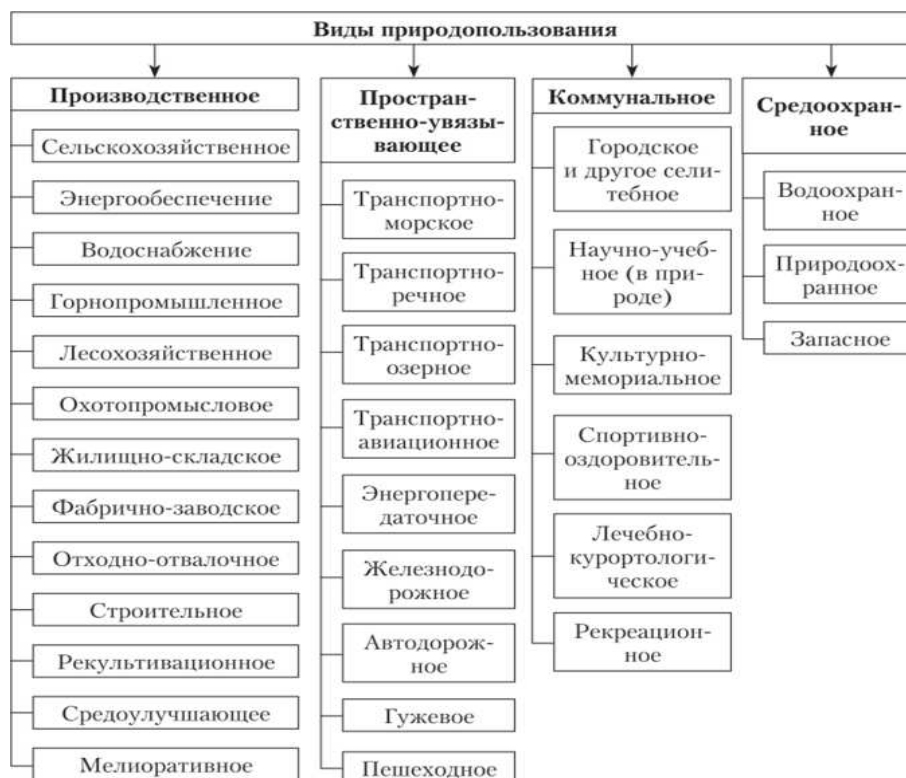 Виды природопользования
Производственное
Сельскохозяйственное
Энергообеспечение
Водоснабжение
Горнопромышленное
Лесохозяйственное
Охотопромысловое
Жилищно-складское
Фабрично-заводское
Отходно-отвалочное
Строительное
Рекультивационное
Средоулучшающее
Мелиоративное
Простран-
ственно-увязы-
вающее
Транспортно-
морское
Транспортно-
речное
Транспортно-
озерное
Транспортно-
авиационное
Энергопере-
даточное
Железнодо-
рожное
Автодорож-
ное
Гужевое
Пешеходное
Коммунальное
Городское
и другое сели-
тебное
Научно-учеб-
ное (в при-
роде)
Культурно-
мемориальное
Спортивно-
оздоровитель-
ное
Лечебно-
курортологи-
ческое
Рекреацион-
ное
Средоохран-
ное
Водоохран-
ное
Природоох-
ранное
Запасное